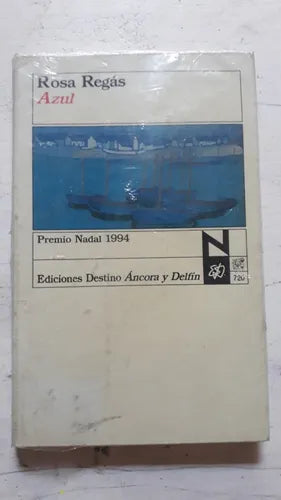 Rosa Regás
Azul
Premio Nadal 1994
N
Ediciones Destino Áncora y Delfín
720